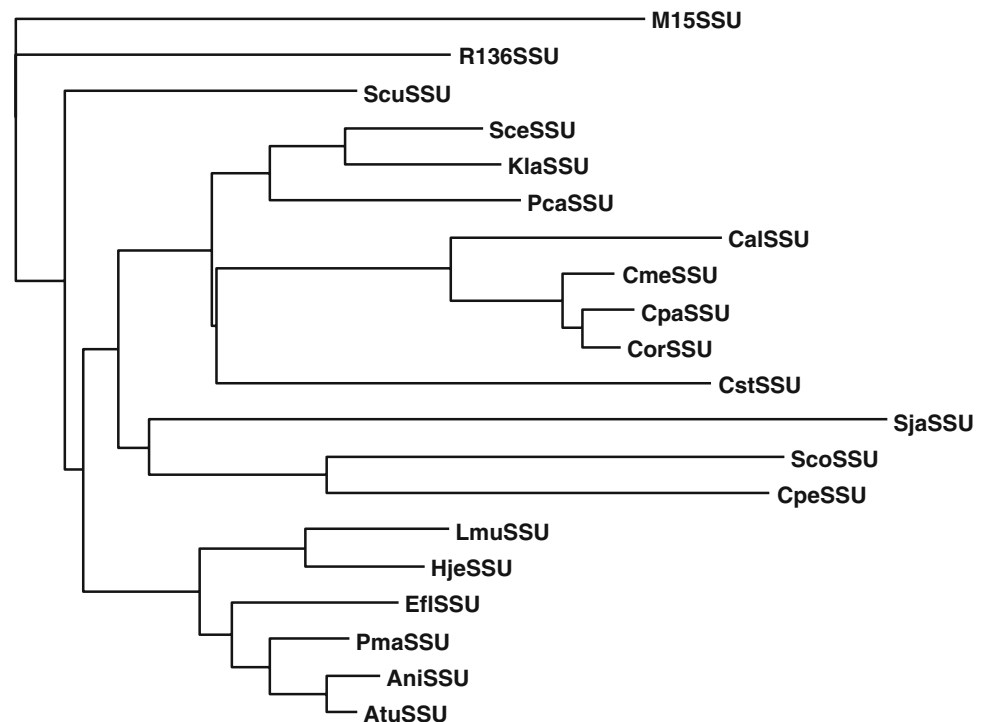 M15SSU
R136SSU
ScuSSU
SceSSU
KlaSSU
PcaSSU
CalSSU
CmeSSU
CpaSSU
CorSSU
CstSSU
SjaSSU
ScoSSU
CpeSSU
LmuSSU
HjeSSU
EflSSU
PmaSSU
AniSSU
AtuSSU